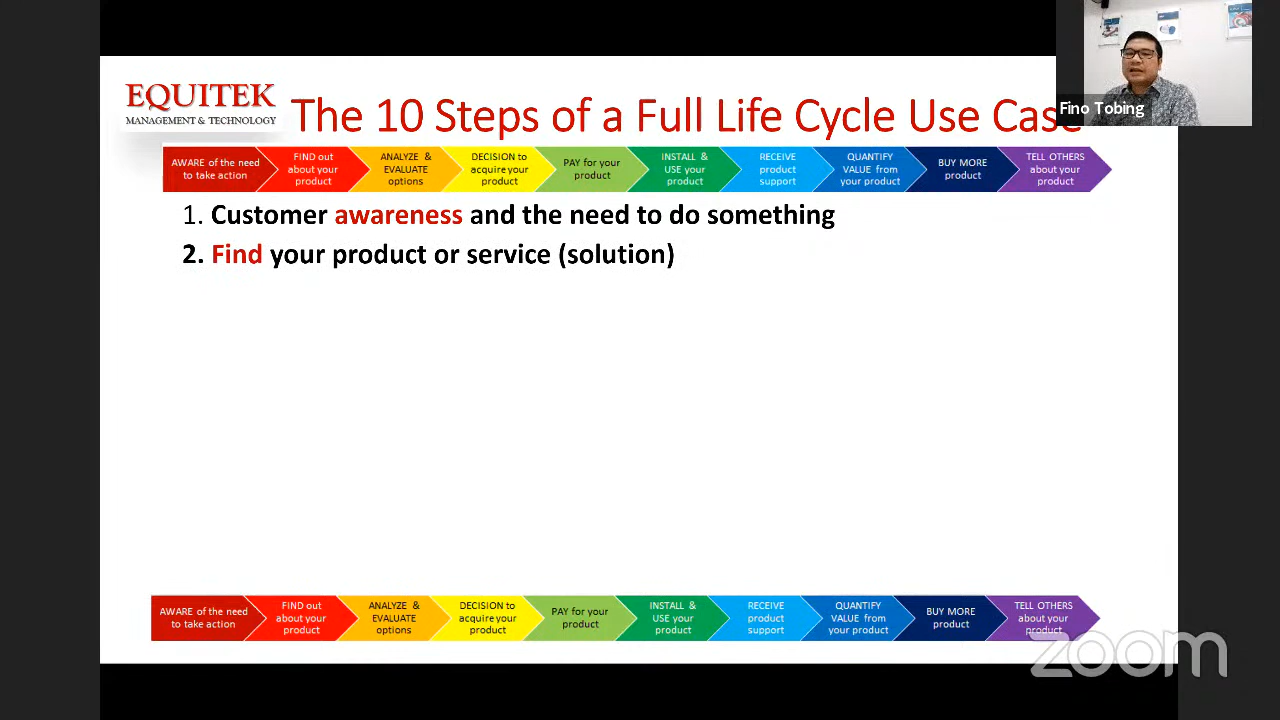 EQUITEK
MANAGEMENT & TECHNOLOGY
The 10 Steps of a Full Life Cycle Use Case
Fino Tobing
AWARE of the need
to take action
FIND out
about your
product
ANALYZE &
EVALUATE
options
DECISION to
acquire your
product
PAY for your
product
INSTALL &
USE your
product
RECEIVE
product
support
QUANTIFY
VALUE from
your product
BUY MORE
product
TELL OTHERS
about your
product
1. Customer awareness and the need to do something
2. Find your product or service (solution)
AWARE of the need
to take action
FIND out
about your
product
ANALYZE &
EVALUATE
options
DECISION to
acquire your
product
PAY for your
product
INSTALL &
USE your
product
RECEIVE
product
support
QUANTIFY
VALUE from
your product
BUY MORE
product
TELL OTHERS
about your
product
zoom